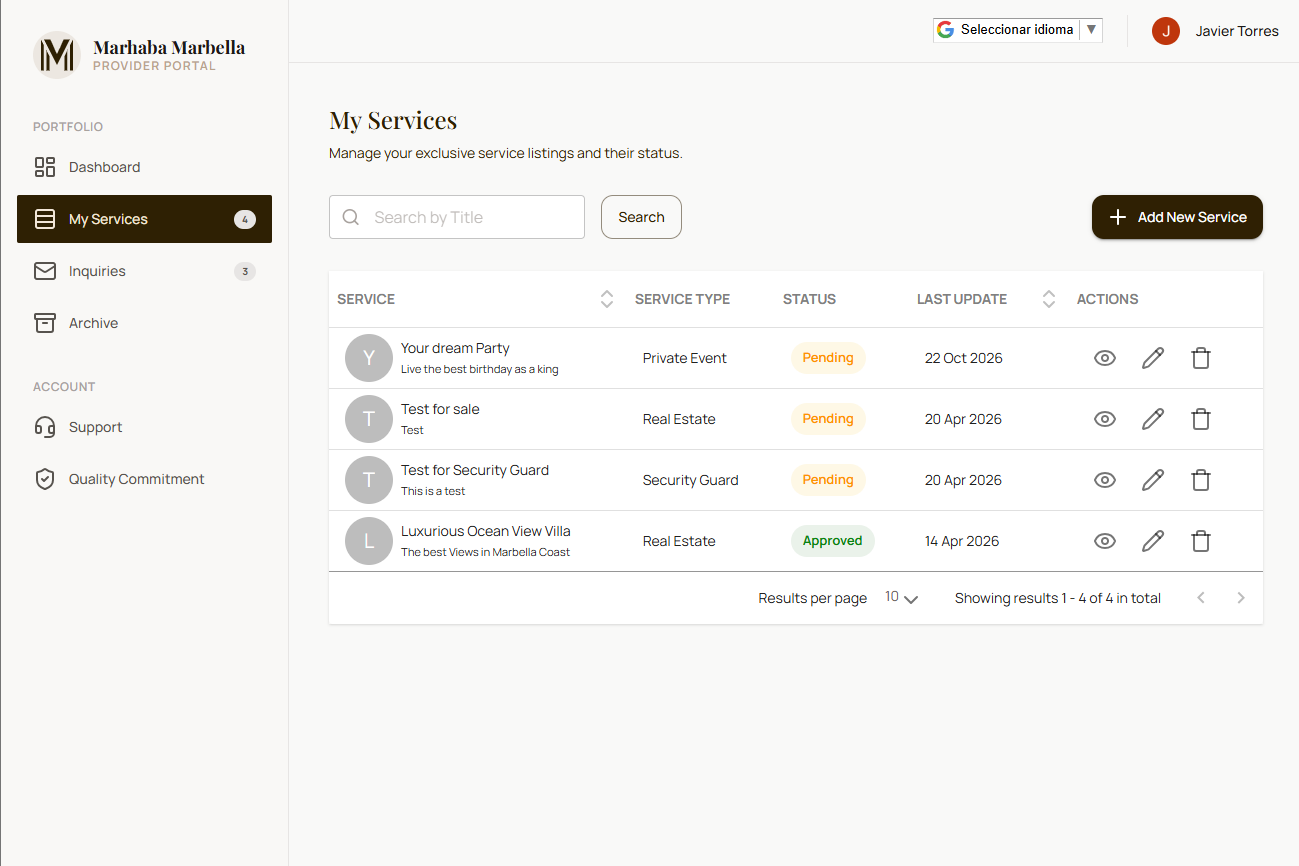 Marhaba Marbella
PROVIDER PORTAL
Seleccionar idioma ▼
J
Javier Torres
PORTFOLIO
Dashboard
My Services 4
Inquiries 3
Archive
ACCOUNT
Support
Quality Commitment
My Services
Manage your exclusive service listings and their status.
Search by Title
Search
Add New Service
SERVICE SERVICE TYPE STATUS LAST UPDATE ACTIONS
Y
Your dream Party
Live the best birthday as a king
Private Event Pending 22 Oct 2026
T
Test for sale
Test
Real Estate Pending 20 Apr 2026
T
Test for Security Guard
This is a test
Security Guard Pending 20 Apr 2026
L
Luxurious Ocean View Villa
The best Views in Marbella Coast
Real Estate Approved 14 Apr 2026
Results per page 10 Showing results 1 - 4 of 4 in total